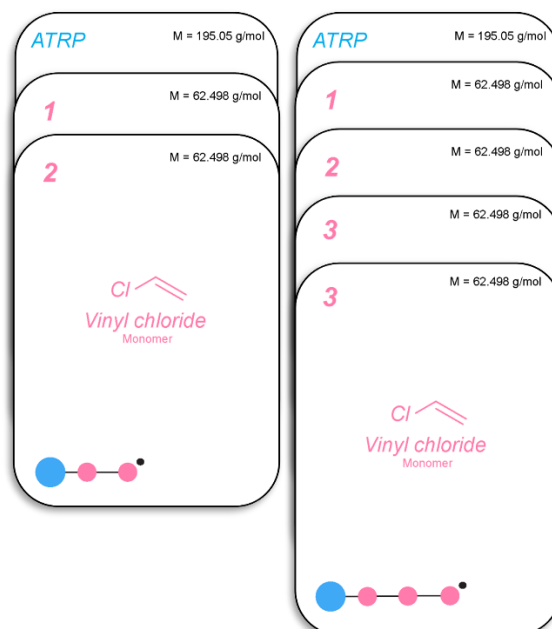 ATRP
M = 195.05 g/mol
1
M = 62.498 g/mol
2
M = 62.498 g/mol
Cl
Vinyl chloride
Monomer
ATRP
M = 195.05 g/mol
1
M = 62.498 g/mol
2
M = 62.498 g/mol
3
M = 62.498 g/mol
3
M = 62.498 g/mol
Cl
Vinyl chloride
Monomer